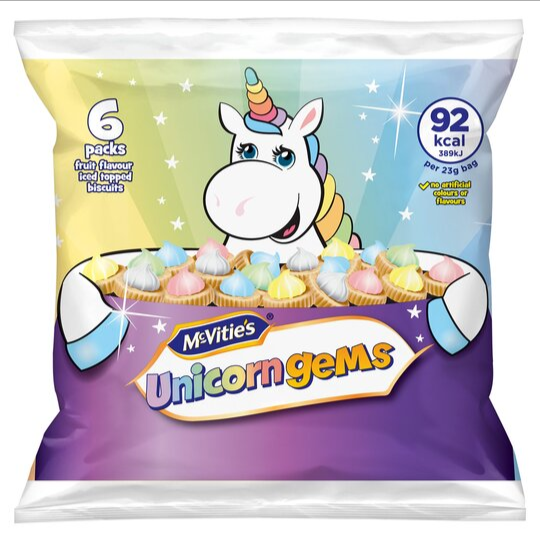 6
packs
fruit flavour
iced topped
biscuits
92
kcal
389kJ
per 23g bag
no artificial
colours or
flavours
McVitie's®
Unicorn gems